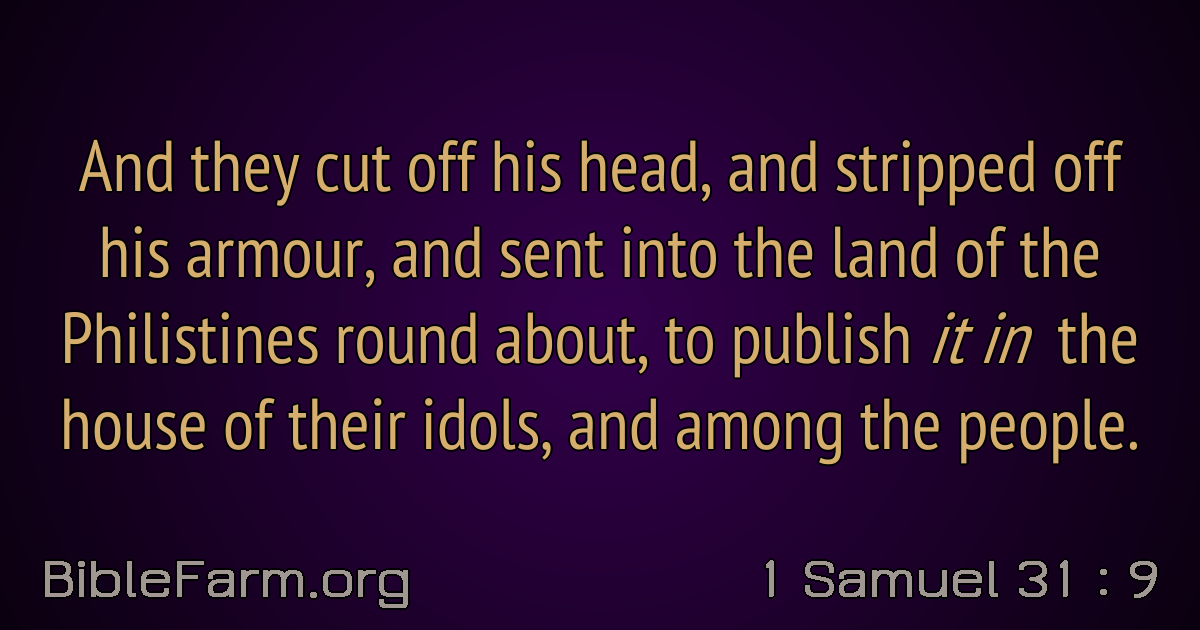 And they cut off his head, and stripped off
his armour, and sent into the land of the
Philistines round about, to publish it in the
house of their idols, and among the people.
BibleFarm.org
1 Samuel 31 : 9